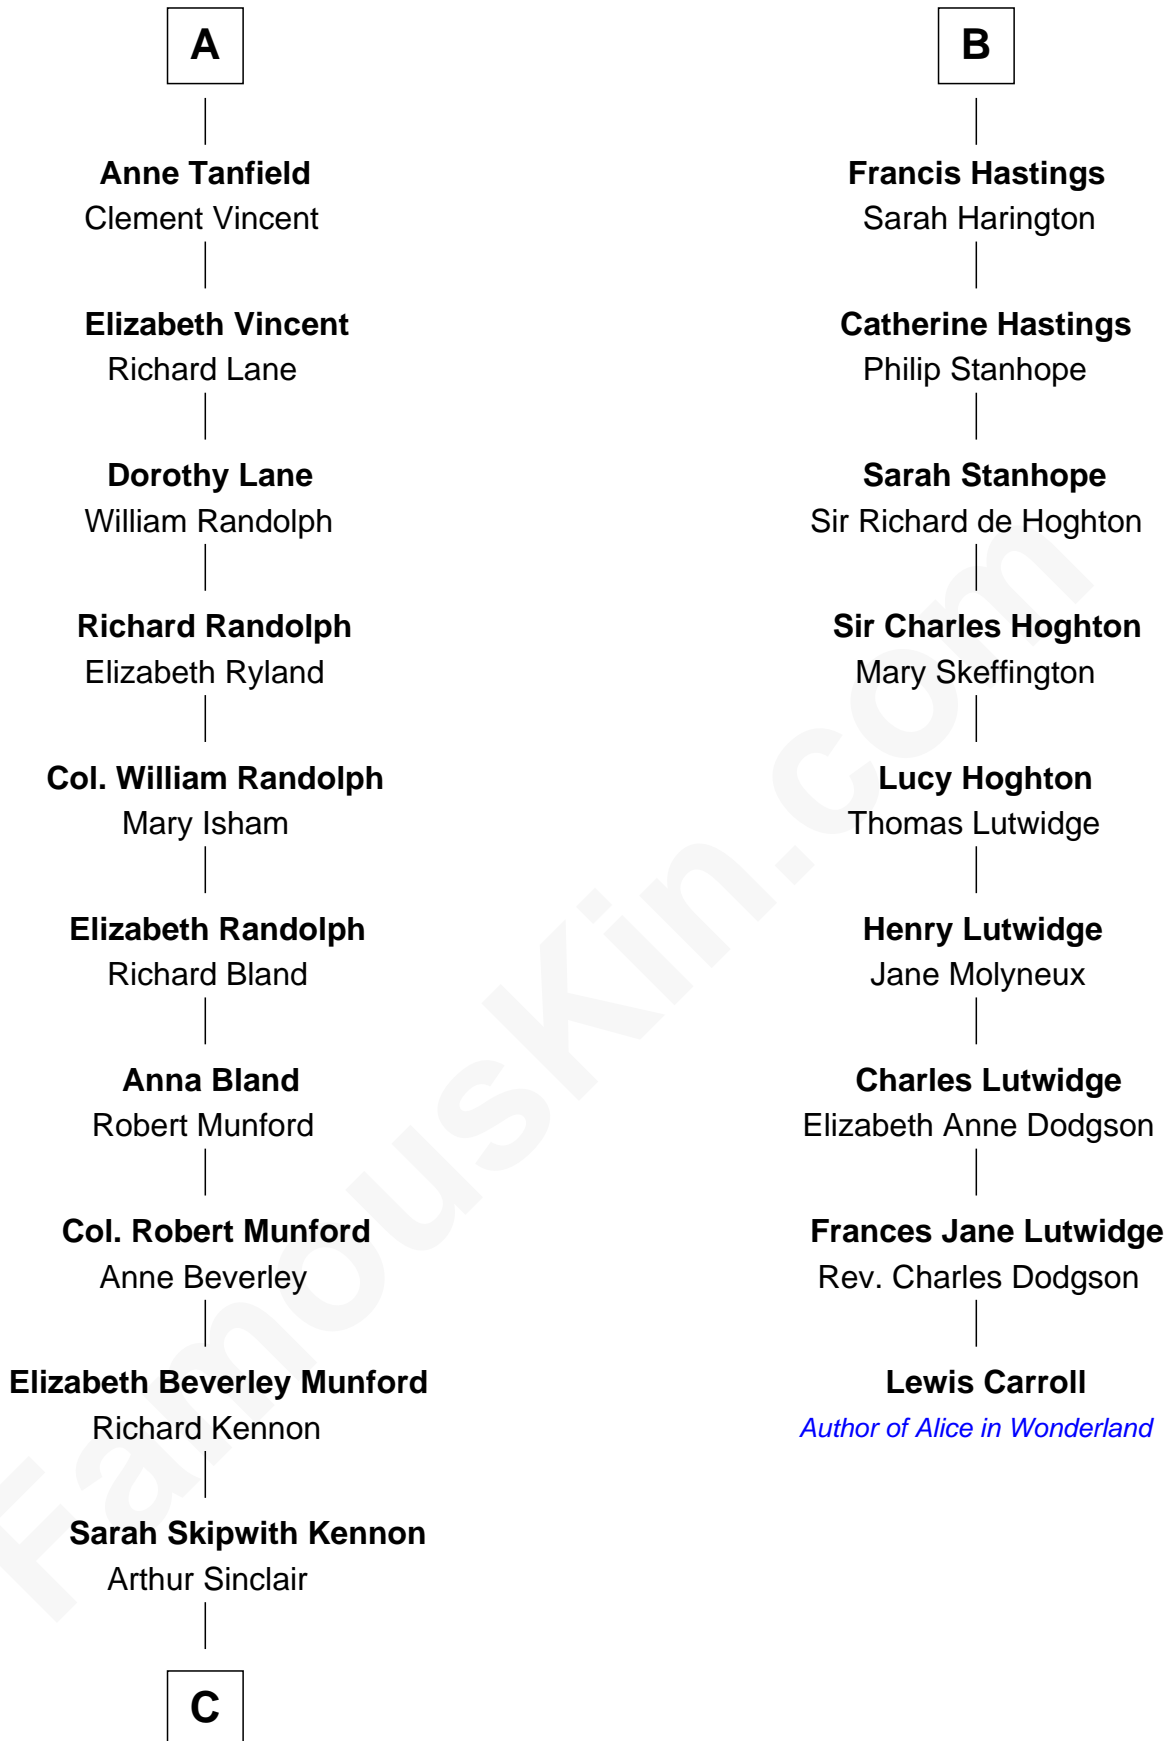 A
Anne Tanfield
Clement Vincent
Elizabeth Vincent
Richard Lane
Dorothy Lane
William Randolph
Richard Randolph
Elizabeth Ryland
Col. William Randolph
Mary Isham
Elizabeth Randolph
Richard Bland
Anna Bland
Robert Munford
Col. Robert Munford
Anne Beverley
Elizabeth Beverley Munford
Richard Kennon
Sarah Skipwith Kennon
Arthur Sinclair
C
B
Francis Hastings
Sarah Harington
Catherine Hastings
Philip Stanhope
Sarah Stanhope
Sir Richard de Hoghton
Sir Charles Hoghton
Mary Skeffington
Lucy Hoghton
Thomas Lutwidge
Henry Lutwidge
Jane Molyneux
Charles Lutwidge
Elizabeth Anne Dodgson
Frances Jane Lutwidge
Rev. Charles Dodgson
Lewis Carroll
Author of Alice in Wonderland
FamousKin.com